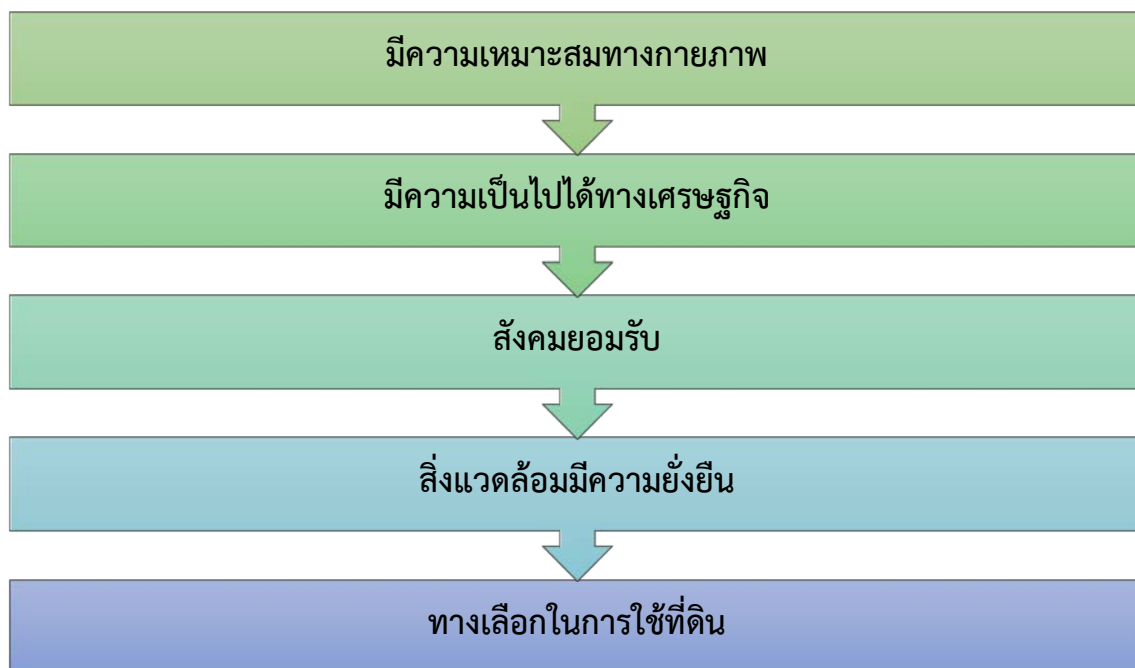 มีความเหมาะสมทางกายภาพ
มีความเป็นไปได้ทางเศรษฐกิจ
สังคมยอมรับ
สิ่งแวดล้อมมีความยั่งยืน
ทางเลือกในการใช้ที่ดิน